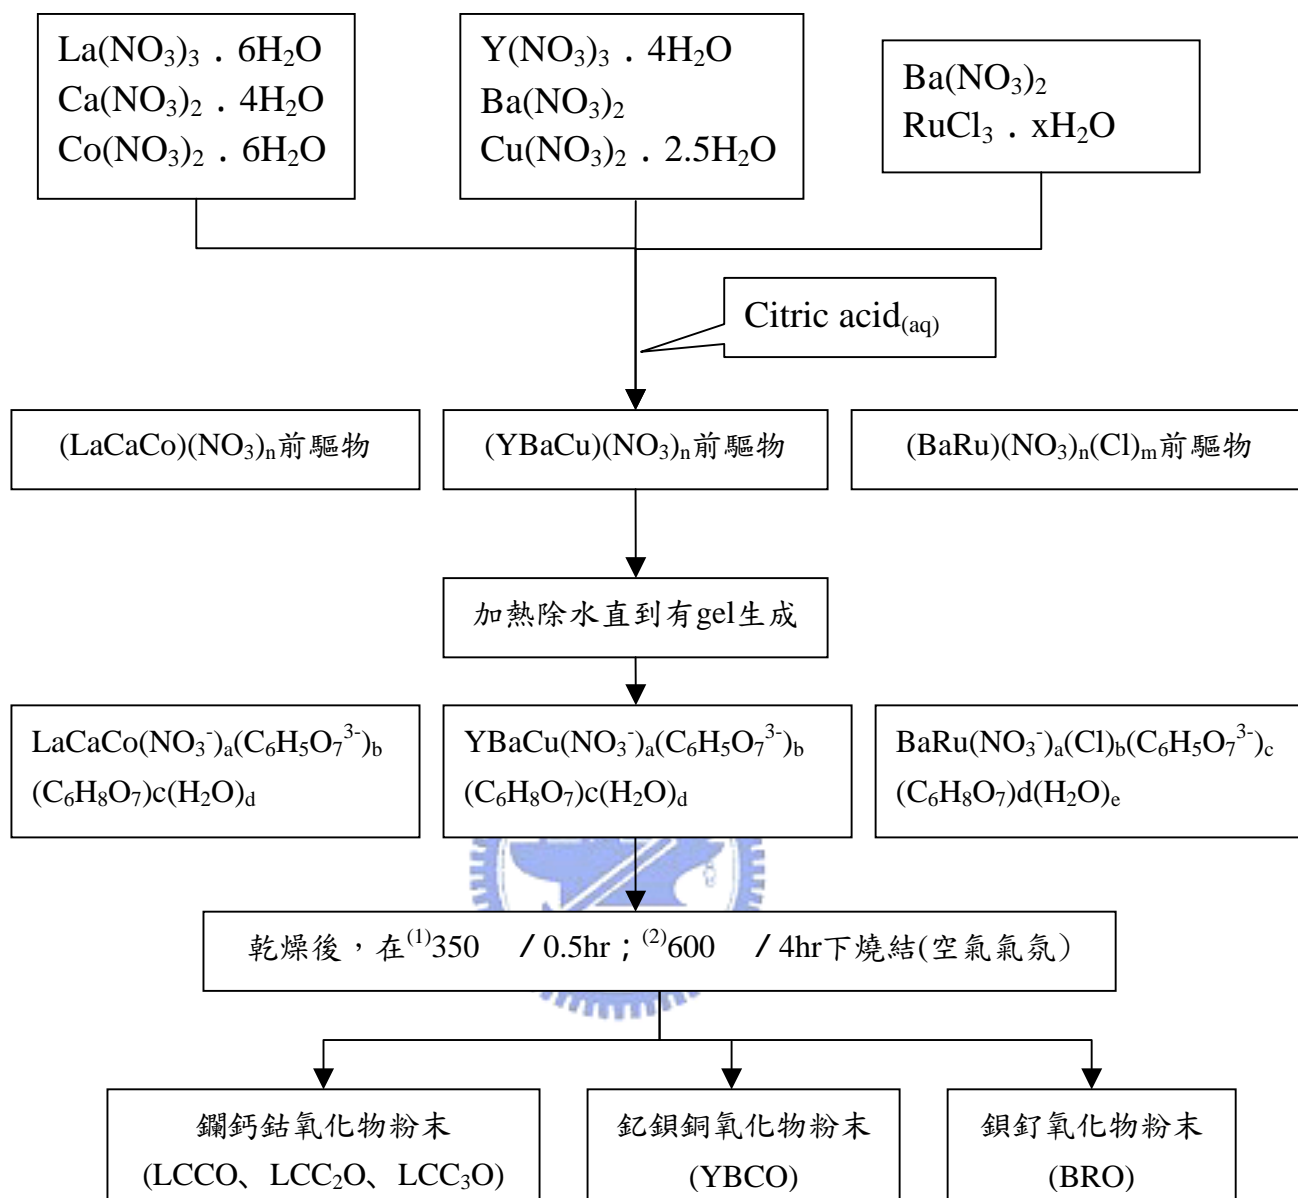 La(NO₃)₃．6H₂O
Ca(NO₃)₂．4H₂O
Co(NO₃)₂．6H₂O
Y(NO₃)₃．4H₂O
Ba(NO₃)₂
Cu(NO₃)₂．2.5H₂O
Ba(NO₃)₂
RuCl₃．xH₂O
Citric acid₍aq₎
(LaCaCo)(NO₃)ₙ前驅物
(YBaCu)(NO₃)ₙ前驅物
(BaRu)(NO₃)ₙ(Cl)ₘ前驅物
加熱除水直到有gel生成
LaCaCo(NO₃⁻)ₐ(C₆H₅O₇³⁻)b
(C₆H₈O₇)c(H₂O)d
YBaCu(NO₃⁻)ₐ(C₆H₅O₇³⁻)b
(C₆H₈O₇)c(H₂O)d
BaRu(NO₃⁻)ₐ(Cl)b(C₆H₅O₇³⁻)c
(C₆H₈O₇)d(H₂O)ₑ
乾燥後，在⁽¹⁾350　/0.5hr；⁽²⁾600　/4hr下燒結(空氣氣氛)
鑭鈣鈷氧化物粉末
(LCCO、LCC₂O、LCC₃O)
釔鋇銅氧化物粉末
(YBCO)
鋇釕氧化物粉末
(BRO)